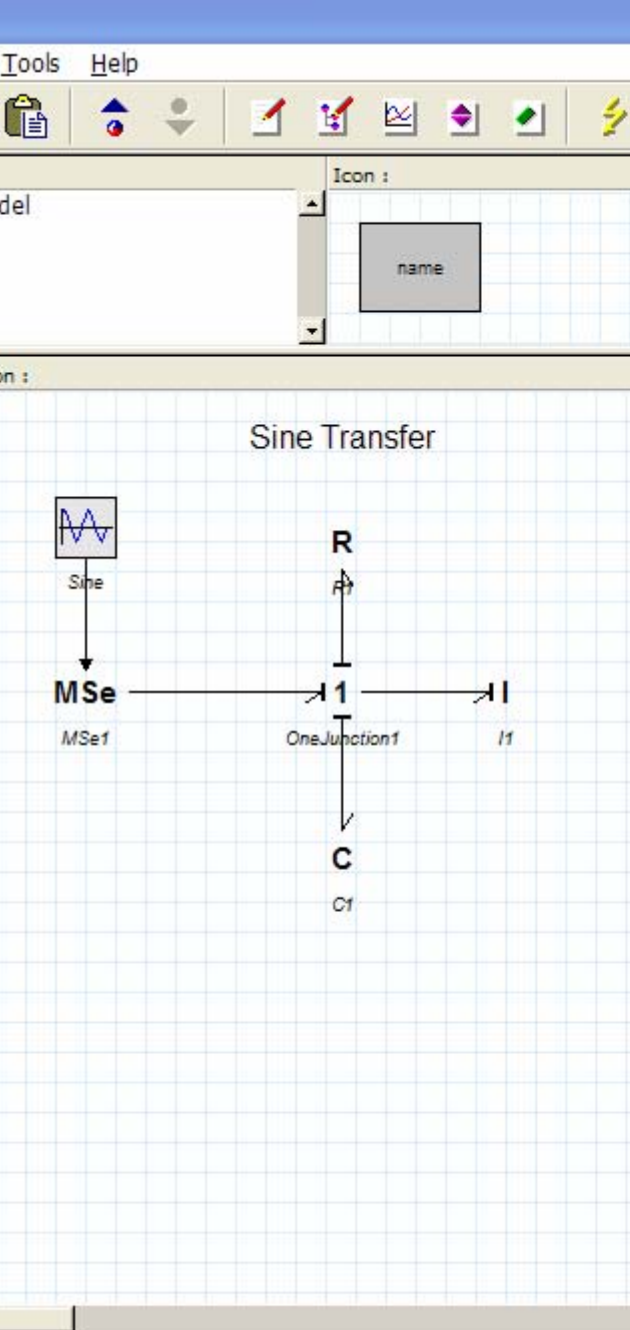 Tools Help
Icon :
del
name
on :
Sine Transfer
R
Sine
R1
MSe 1 I
MSe1 OneJunction1 I1
C
C1